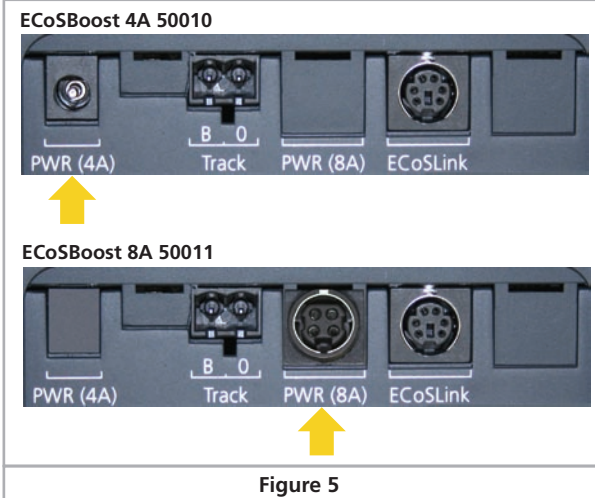 ECoSBoost 4A 50010
B 0
PWR (4A) Track PWR (8A) ECoSLink
ECoSBoost 8A 50011
B 0
PWR (4A) Track PWR (8A) ECoSLink
Figure 5